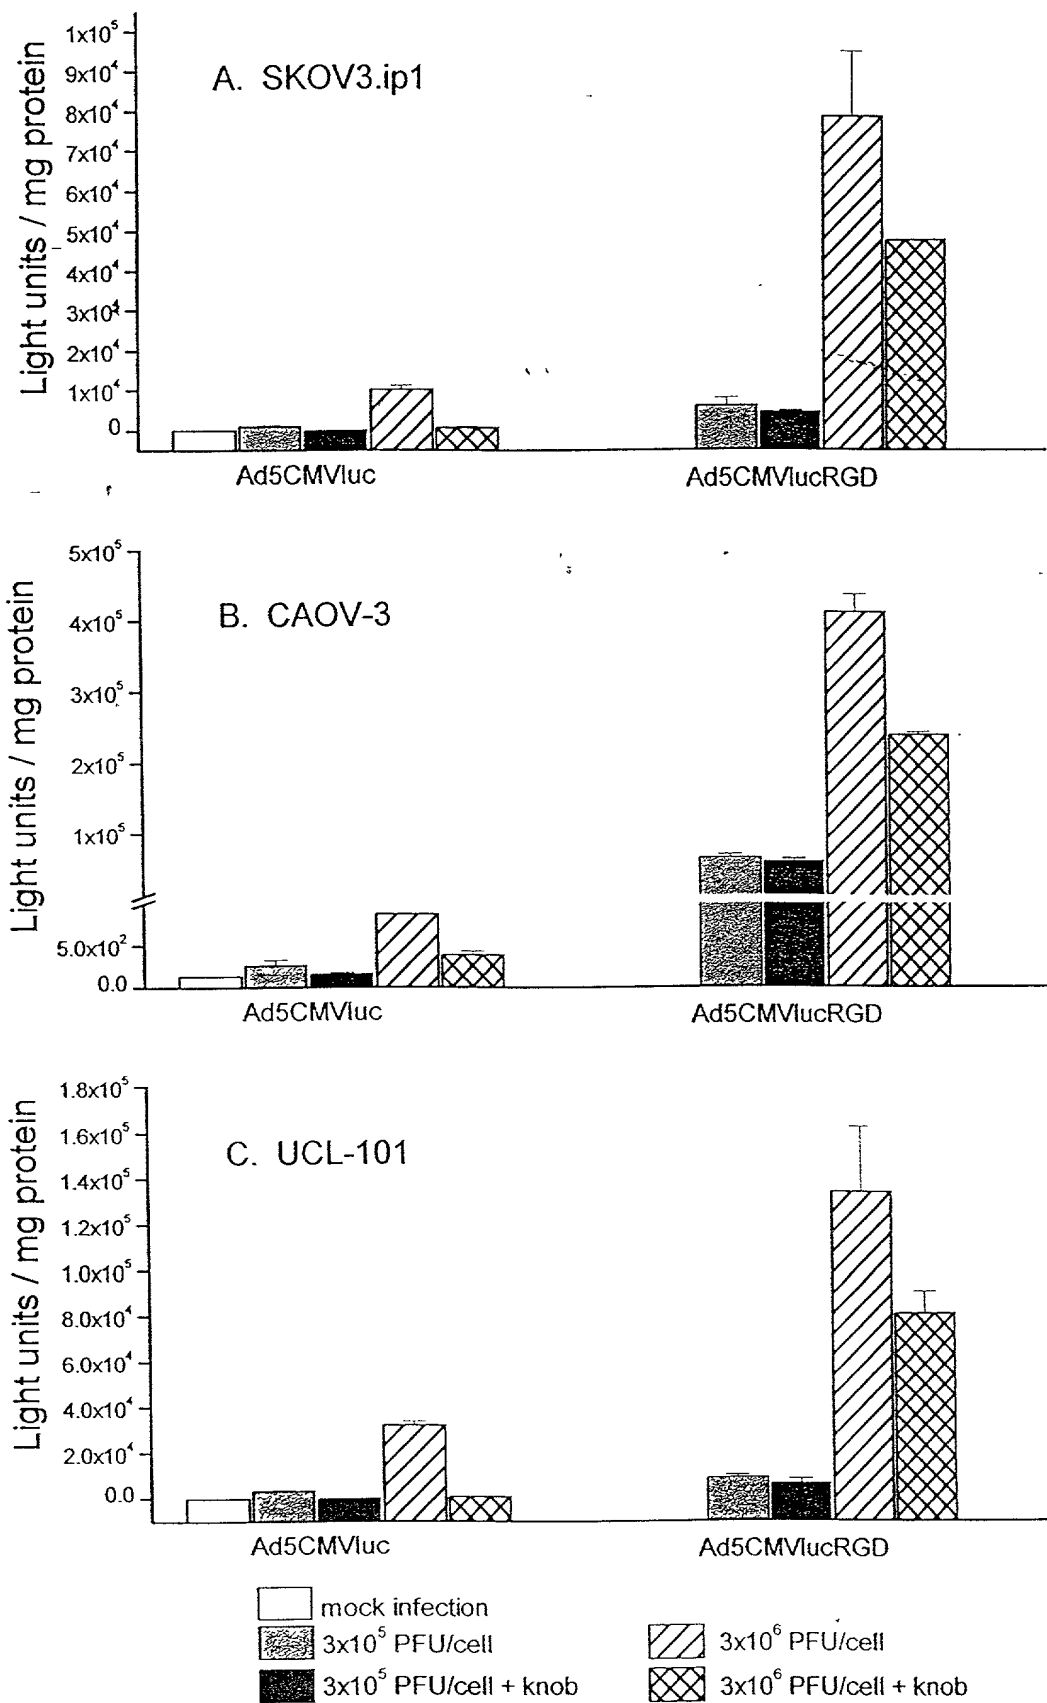 Light units / mg protein
1x10⁵
9x10⁴
8x10⁴
7x10⁴
6x10⁴
5x10⁴
4x10⁴
3x10⁴
2x10⁴
1x10⁴
0
A. SKOV3.ip1
Ad5CMVluc
Ad5CMVlucRGD
Light units / mg protein
5x10⁵
4x10⁵
3x10⁵
2x10⁵
1x10⁵
5.0x10²
0.0
B. CAOV-3
Ad5CMVluc
Ad5CMVlucRGD
Light units / mg protein
1.8x10⁵
1.6x10⁵
1.4x10⁵
1.2x10⁵
1.0x10⁵
8.0x10⁴
6.0x10⁴
4.0x10⁴
2.0x10⁴
0.0
C. UCL-101
Ad5CMVluc
Ad5CMVlucRGD
mock infection
3x10⁵ PFU/cell
3x10⁵ PFU/cell + knob
3x10⁶ PFU/cell
3x10⁶ PFU/cell + knob